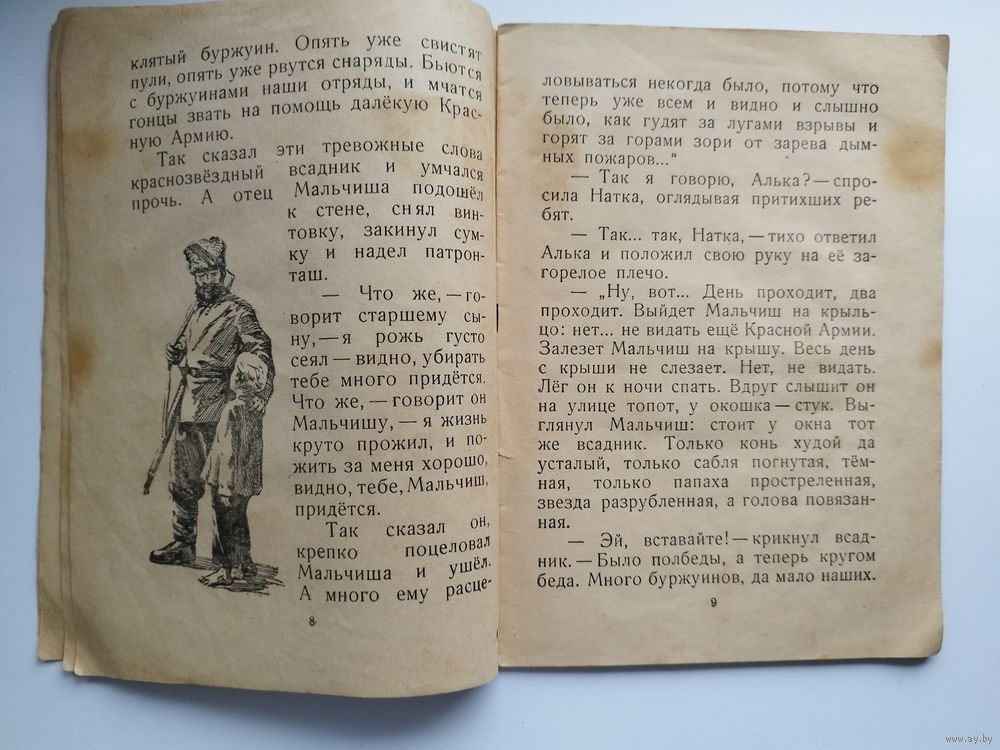 клятый буржуин. Опять уже свистят
пули, опять уже рвутся снаряды. Бьются
с буржуинами наши отряды, и мчатся
гонцы звать на помощь далёкую Крас-
ную Армию.
Так сказал эти тревожные слова
краснозвёздный всадник и умчался
прочь. А отец Мальчиша подошёл
к стене, снял вин-
товку, закинул сум-
ку и надел патрон-
таш.
— Что же, — го-
ворит старшему сы-
ну, — я рожь густо
сеял — видно, убирать
тебе много придётся.
Что же, — говорит он
Мальчишу, — я жизнь
круто прожил, и по-
жить за меня хорошо,
видно, тебе, Мальчиш,
придётся.
Так сказал он,
крепко поцеловал
Мальчиша и ушёл.
А много ему расце-
8
ловываться некогда было, потому что
теперь уже всем и видно и слышно
было, как гудят за лугами взрывы и
горят за горами зори от зарева дым-
ных пожаров...“
— Так я говорю, Алька? — спро-
сила Натка, оглядывая притихших ре-
бят.
— Так... так, Натка, — тихо ответил
Алька и положил свою руку на её за-
горелое плечо.
— „Ну, вот... День проходит, два
проходит. Выйдет Мальчиш на крыль-
цо: нет... не видать ещё Красной Армии.
Залезет Мальчиш на крышу. Весь день
с крыши не слезает. Нет, не видать.
Лёг он к ночи спать. Вдруг слышит он
на улице топот, у окошка — стук. Вы-
глянул Мальчиш: стоит у окна тот
же всадник. Только конь худой да
усталый, только сабля погнутая, тём-
ная, только папаха простреленная,
звезда разрубленная, а голова повязан-
ная.
— Эй, вставайте! — крикнул всад-
ник. — Было полбеды, а теперь кругом
беда. Много буржуинов, да мало наших.
9
www.ay.by